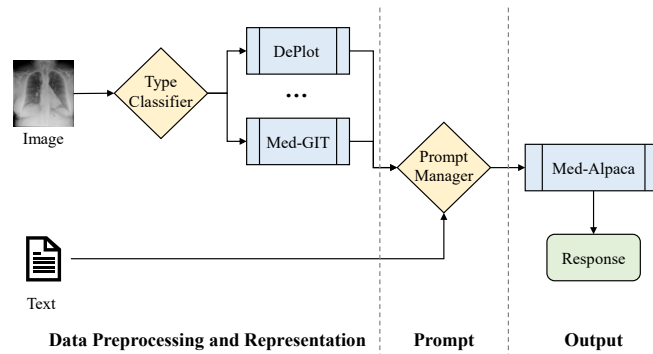 DePlot
Type
Classifier
...
Image
Med-GIT
Prompt
Manager
Med-Alpaca
Response
Text
Data Preprocessing and Representation
Prompt
Output